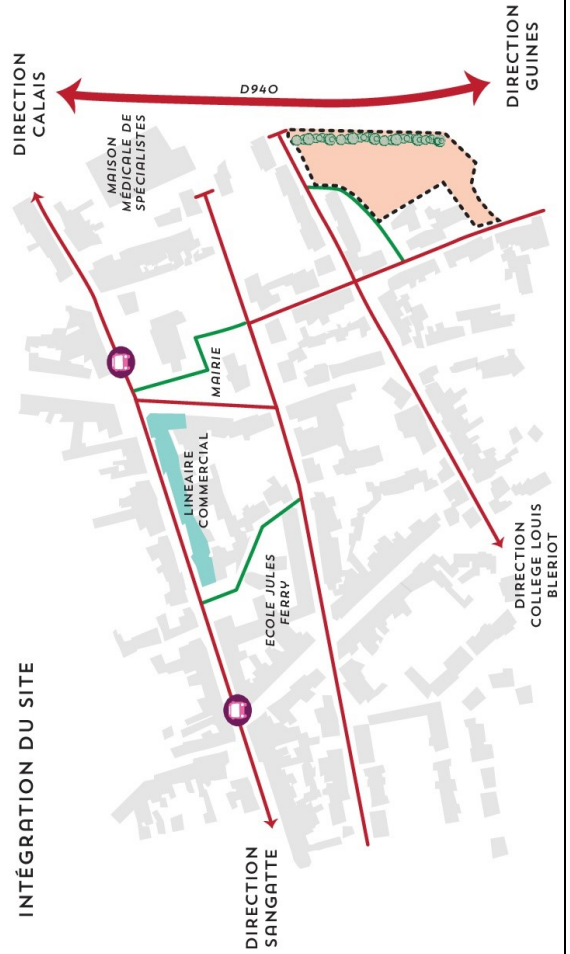 INTÉGRATION DU SITE
DIRECTION
CALAIS
MAISON
MÉDICALE DE
SPÉCIALISTES
D940
MAIRIE
LINEAIRE
COMMERCIAL
ECOLE JULES
FERRY
DIRECTION
SANGATTE
DIRECTION
COLLEGE LOUIS
BLERIOT
DIRECTION
GUINES